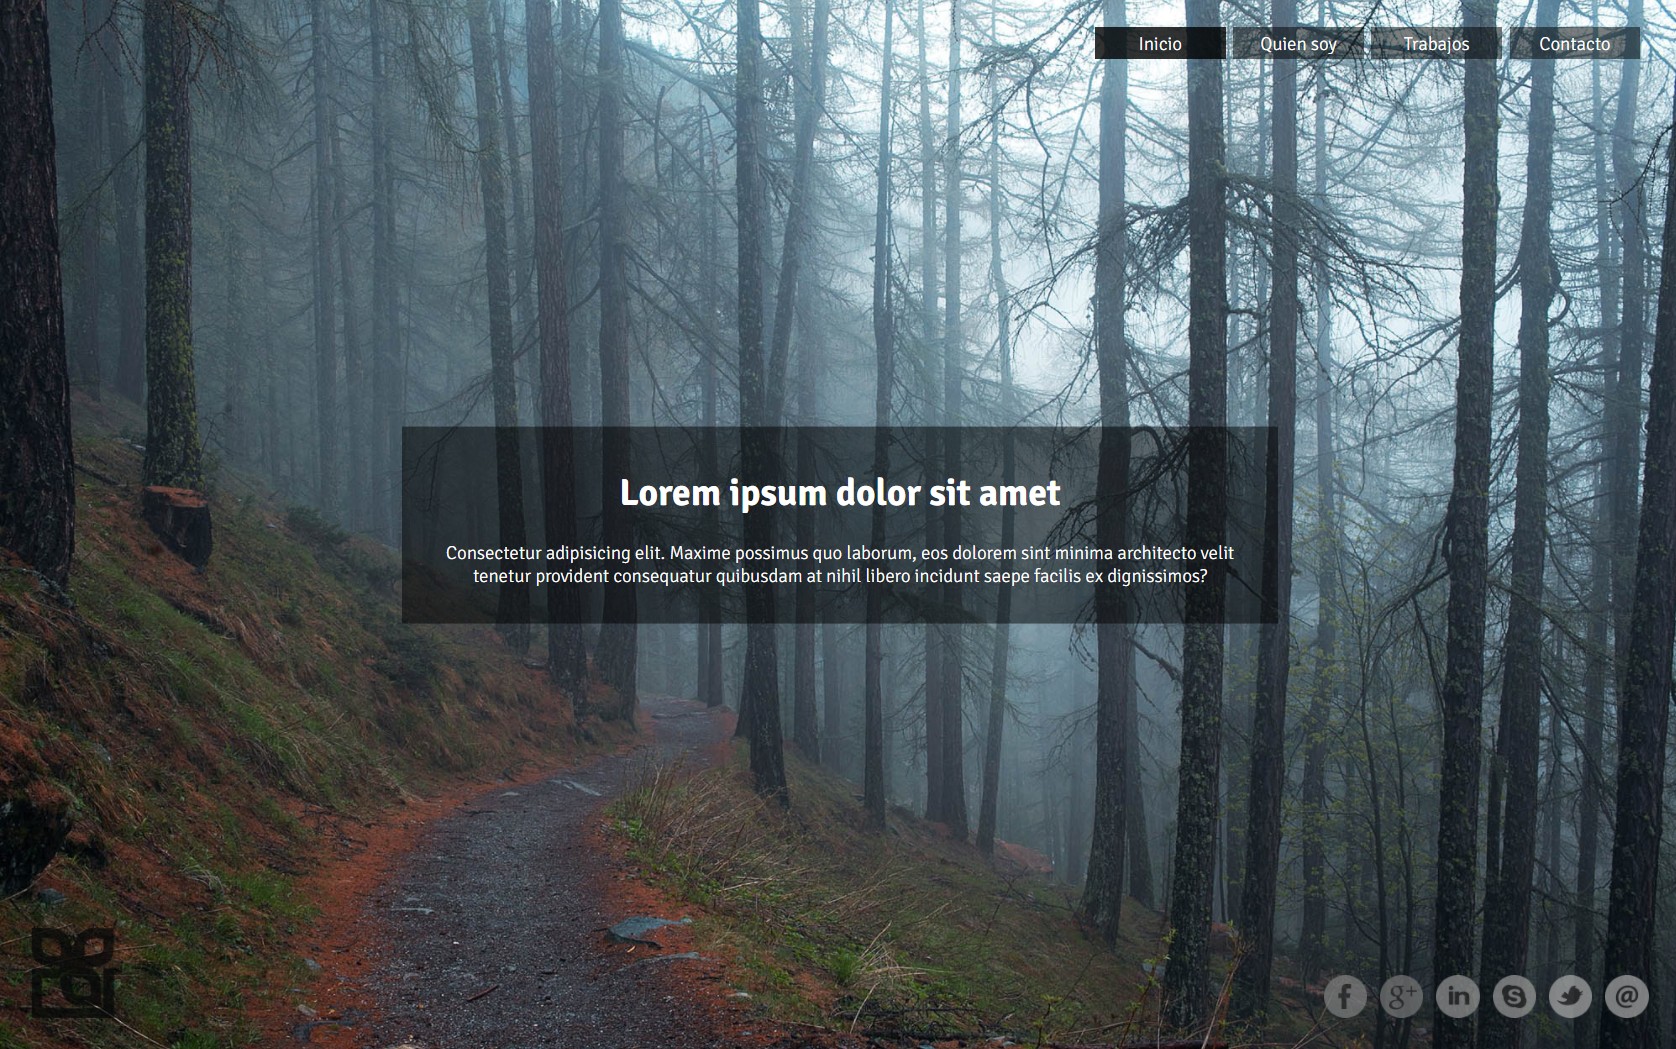 Inicio Quien soy Trabajos Contacto
Lorem ipsum dolor sit amet
Consectetur adipisicing elit. Maxime possimus quo laborum, eos dolorem sint minima architecto velit
tenetur provident consequatur quibusdam at nihil libero incidunt saepe facilis ex dignissimos?
f g+ in S @